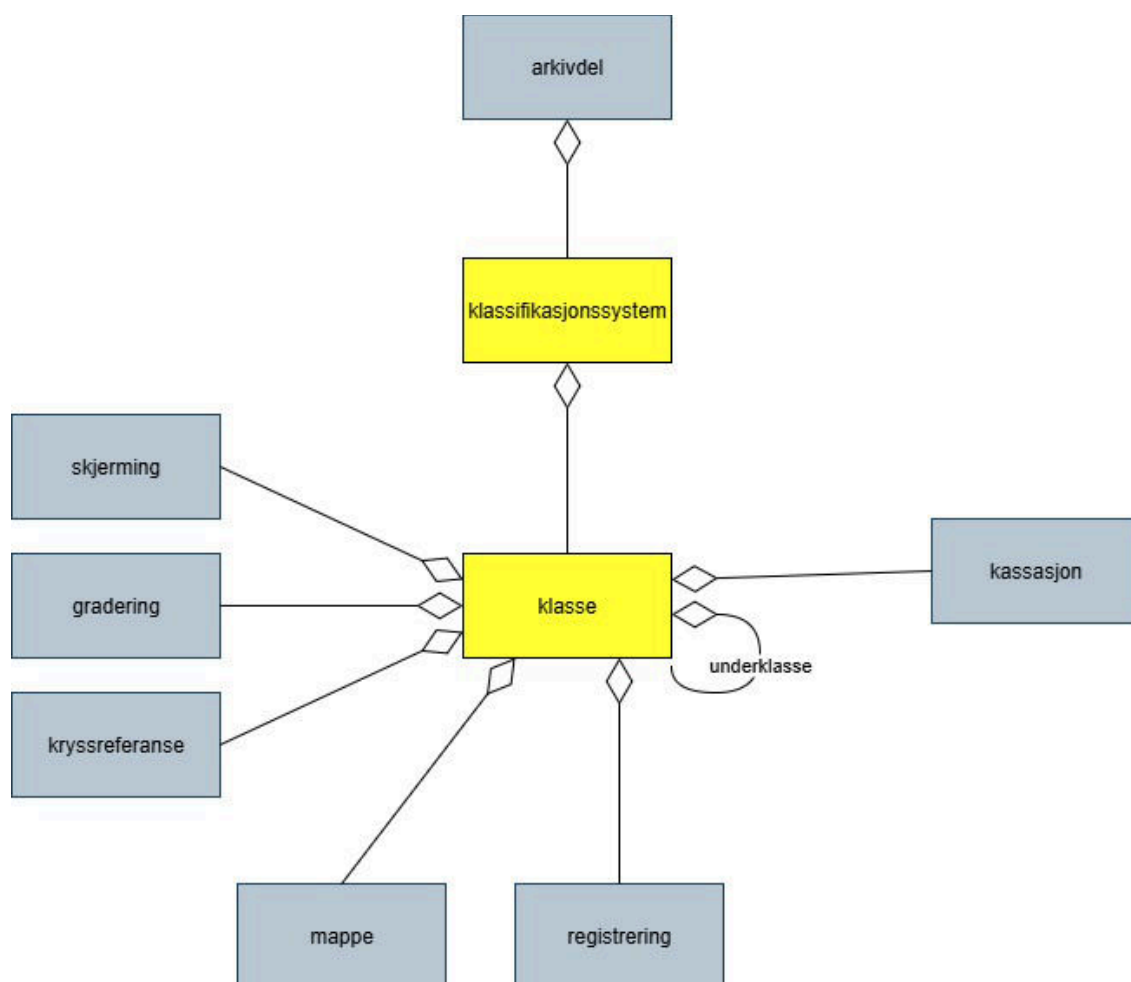 arkivdel
klassifikasjonssystem
skjerming
gradering
klasse
kassasjon
underklasse
kryssreferanse
mappe
registrering